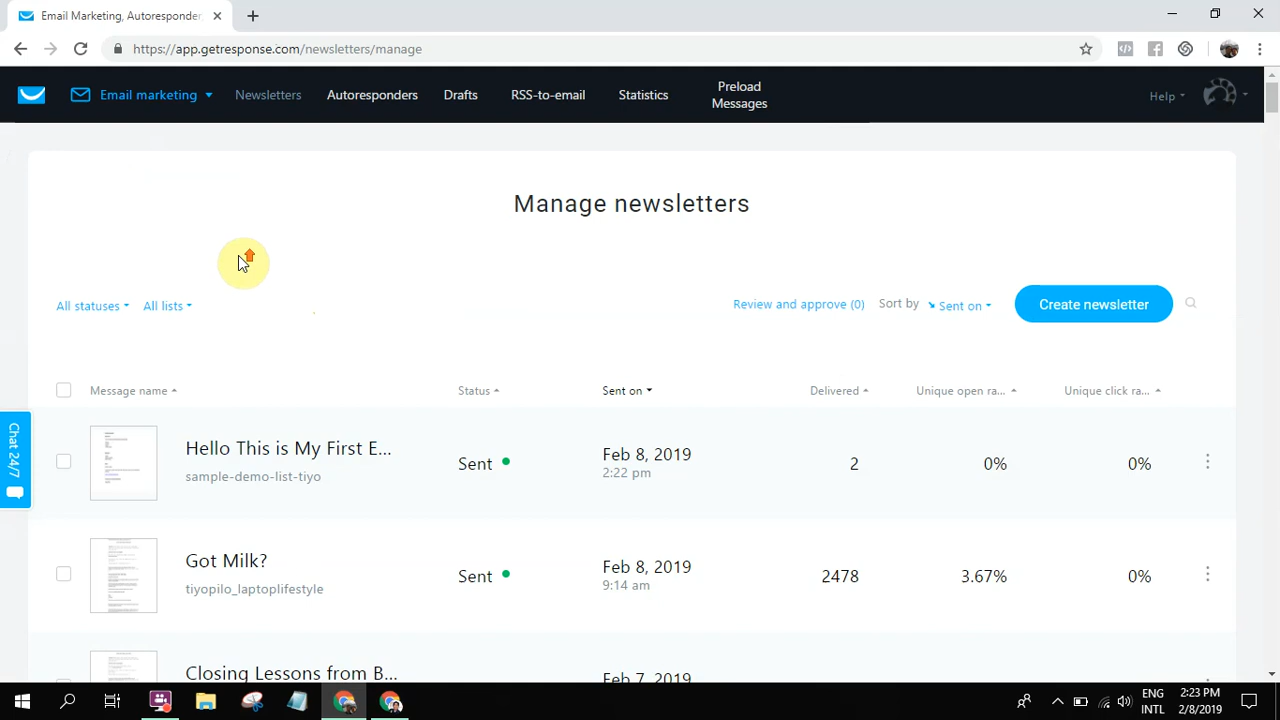 Email Marketing, Autoresponder
https://app.getresponse.com/newsletters/manage
Email marketing Newsletters Autoresponders Drafts RSS-to-email Statistics Preload Messages Help
Manage newsletters
All statuses All lists Review and approve (0) Sort by Sent on Create newsletter
Message name Status Sent on Delivered Unique open ra... Unique click ra...
Chat 24/7
Hello This is My First E...
sample-demo-list-tiyo
Sent
Feb 8, 2019
2:22 pm
2 0% 0%
Got Milk?
tiyopilo_laptoplifestyle
Sent
Feb 8, 2019
9:14 am
2478 3.67% 0%
Closing Lessons from B...
Feb 7, 2019
ENG
INTL
2:23 PM
2/8/2019